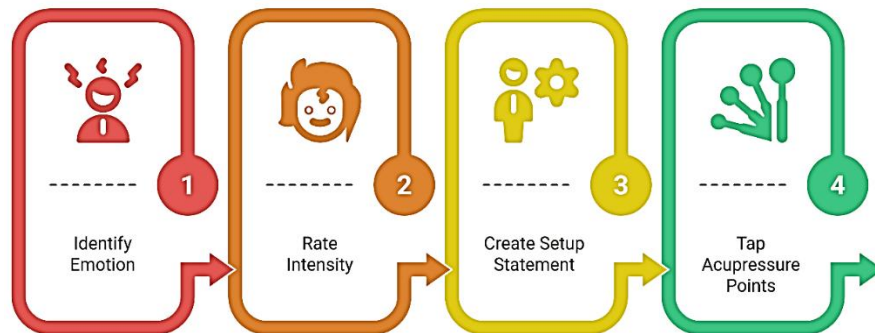 1
Identify
Emotion
2
Rate
Intensity
3
Create Setup
Statement
4
Tap
Acupressure
Points